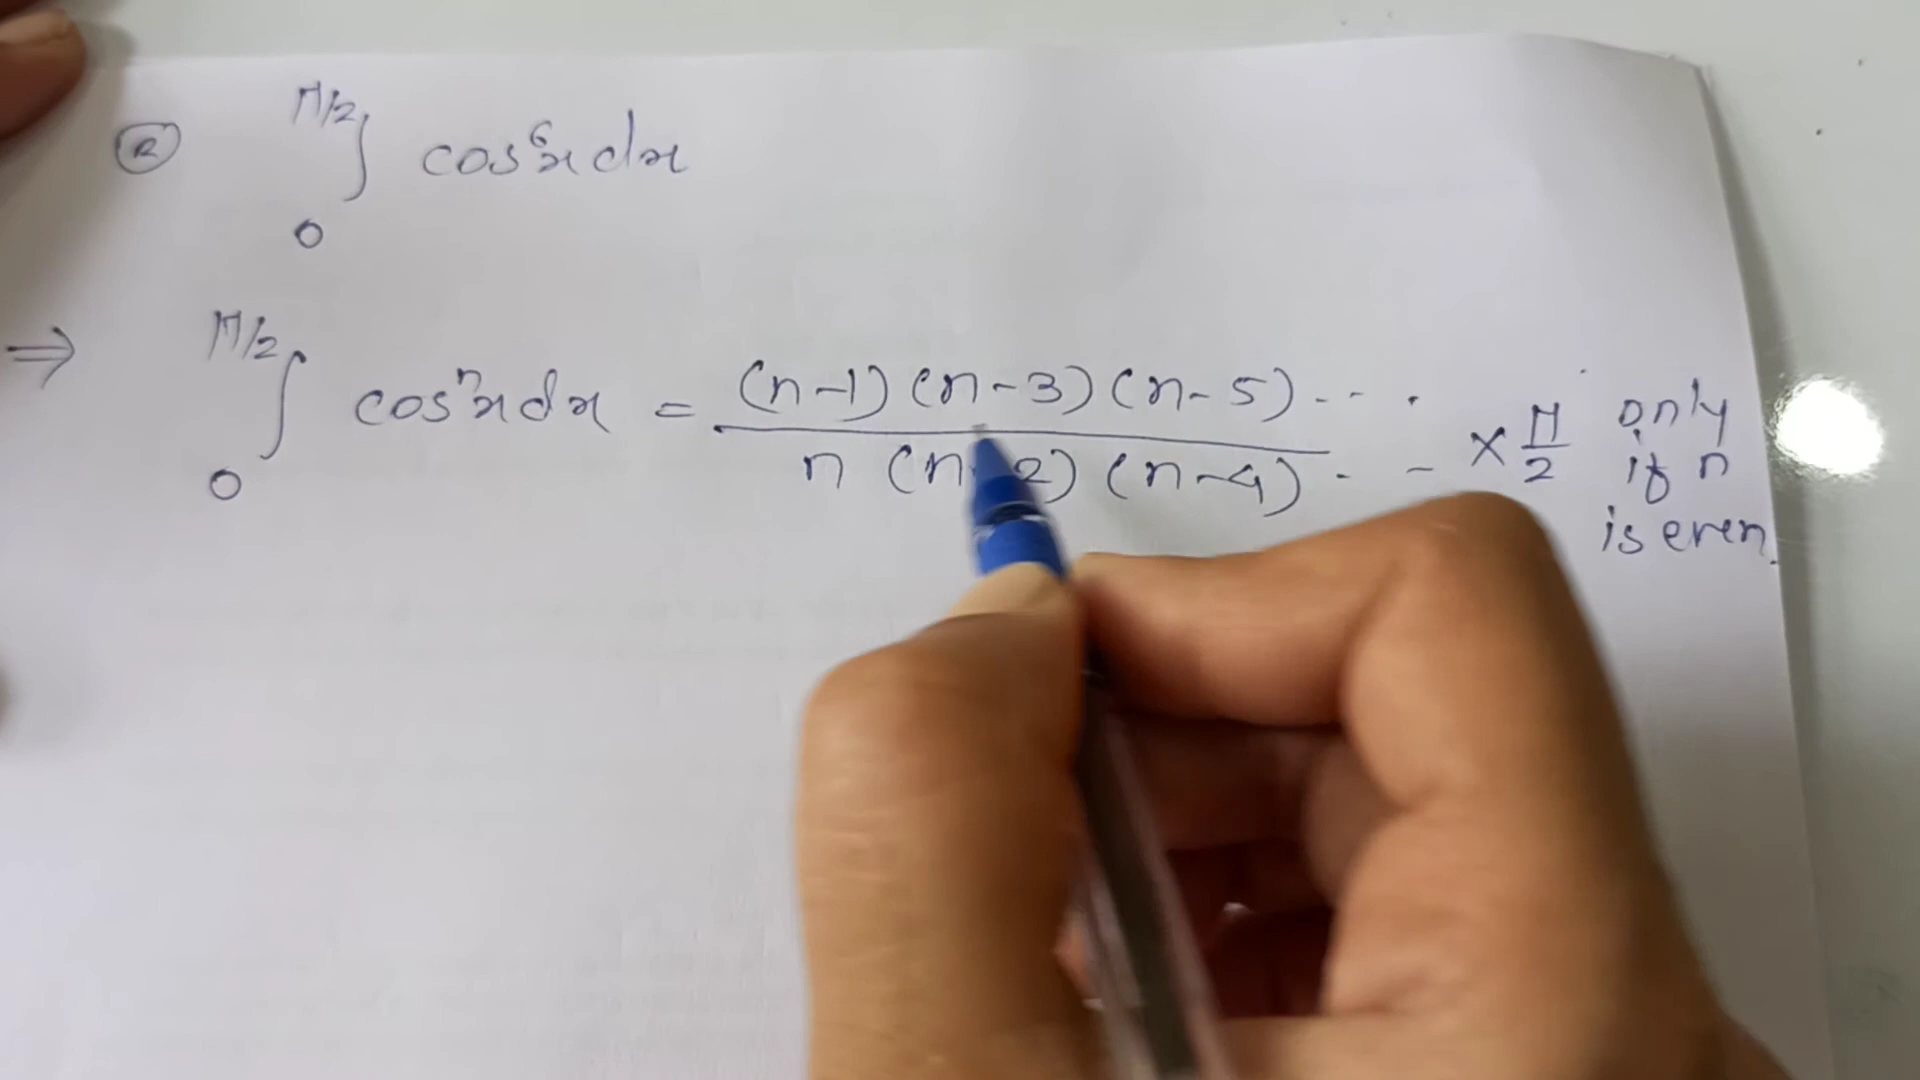 ② π/2 ∫ 0 cos⁶x dx
⇒ π/2 ∫ 0 cosⁿx dx = (n-1)(n-3)(n-5)... / n (n-2)(n-4)... × π/2 only if n is even.